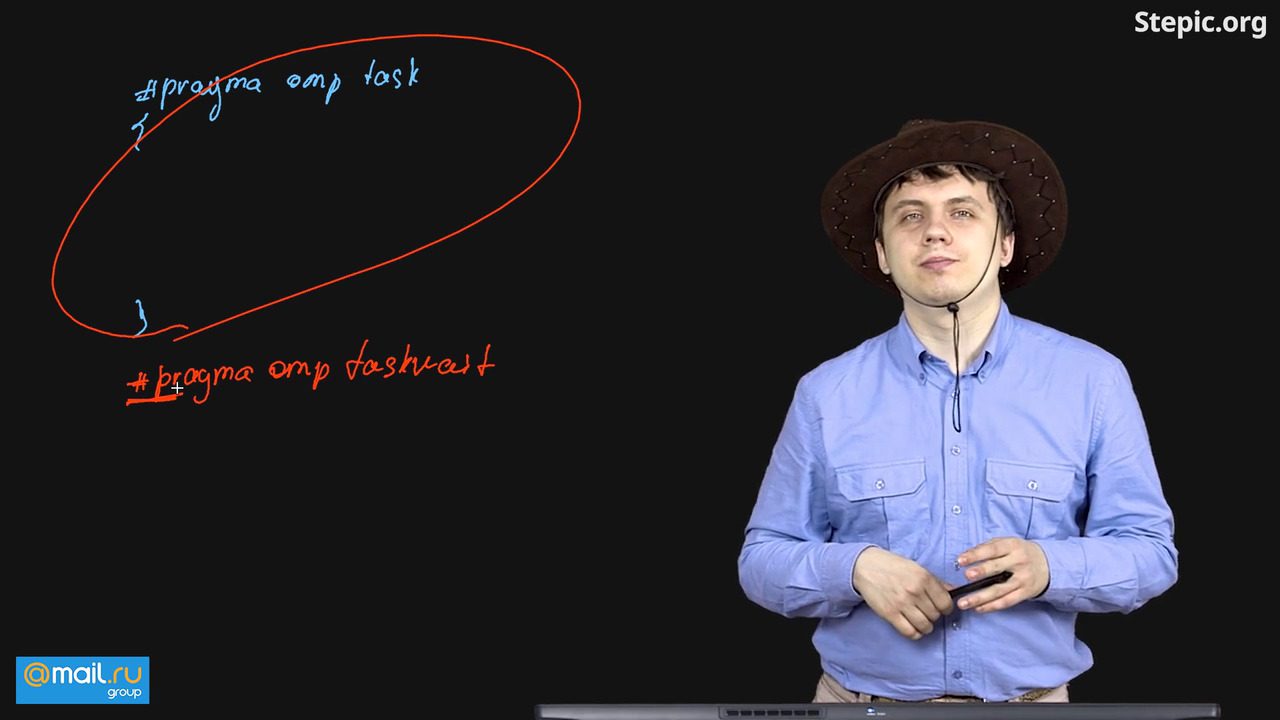 Stepic.org
#pragma omp task
{
}
#pragma omp taskwait
@mail.ru
group